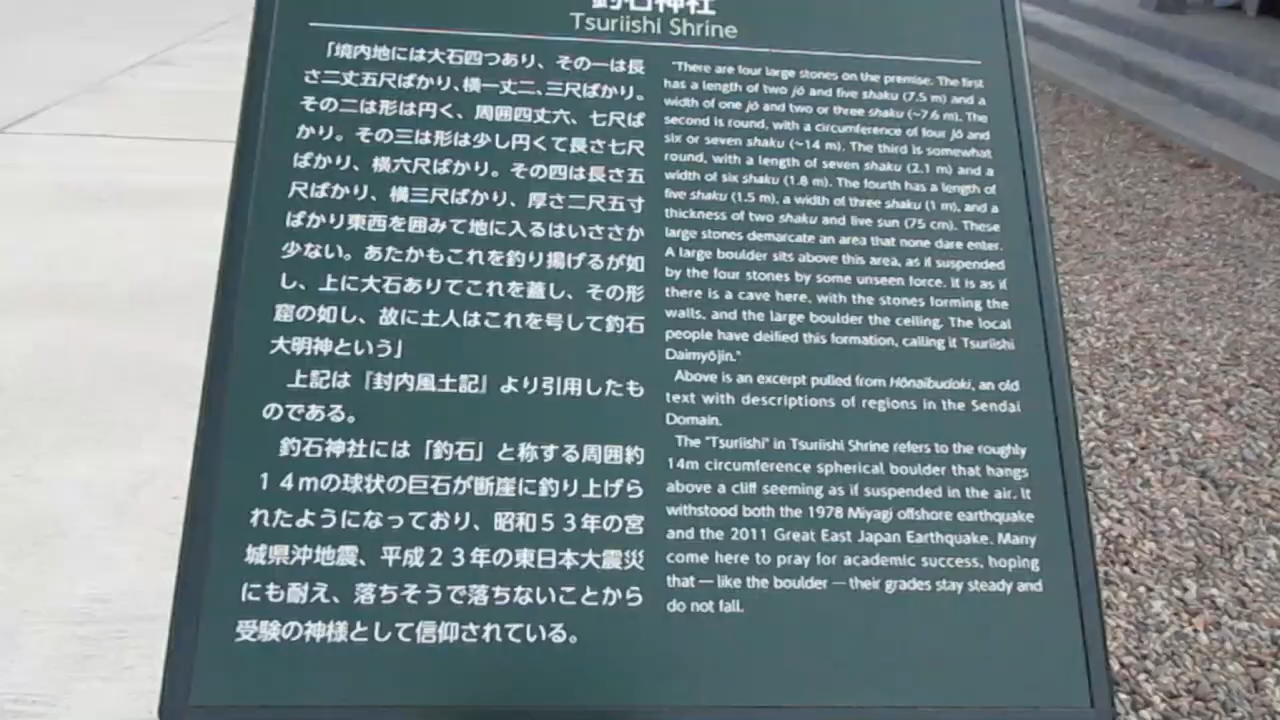 釣石神社
Tsuriishi Shrine
「境内地には大石四つあり、その一は長
さ二丈五尺ばかり、横一丈二、三尺ばかり。
その二は形は円く、周囲四丈六、七尺ば
かり。その三は形は少し円くて長さ七尺
ばかり、横六尺ばかり。その四は長さ五
尺ばかり、横三尺ばかり、厚さ二尺五寸
ばかり東西を囲みて地に入るはいささか
少ない。あたかもこれを釣り揚げるが如
し、上に大石ありてこれを蓋し、その形
窟の如し、故に土人はこれを号して釣石
大明神という」
上記は『封内風土記』より引用したも
のである。
釣石神社には「釣石」と称する周囲約
14mの球状の巨石が断崖に釣り上げら
れたようになっており、昭和53年の宮
城県沖地震、平成23年の東日本大震災
にも耐え、落ちそうで落ちないことから
受験の神様として信仰されている。
"There are four large stones on the premise. The first
has a length of two jō and five shaku (7.5 m) and a
width of one jō and two or three shaku (~7.6 m). The
second is round, with a circumference of four jō and
six or seven shaku (~14 m). The third is somewhat
round, with a length of seven shaku (2.1 m) and a
width of six shaku (1.8 m). The fourth has a length of
five shaku (1.5 m), a width of three shaku (1 m), and a
thickness of two shaku and five sun (75 cm). These
large stones demarcate an area that none dare enter.
A large boulder sits above this area, as if suspended
by the four stones by some unseen force. It is as if
there is a cave here, with the stones forming the
walls, and the large boulder the ceiling. The local
people have deified this formation, calling it Tsuriishi
Daimyōjin."
Above is an excerpt pulled from Hōnaibudoki, an old
text with descriptions of regions in the Sendai
Domain.
The "Tsuriishi" in Tsuriishi Shrine refers to the roughly
14m circumference spherical boulder that hangs
above a cliff seeming as if suspended in the air. It
withstood both the 1978 Miyagi offshore earthquake
and the 2011 Great East Japan Earthquake. Many
come here to pray for academic success, hoping
that — like the boulder — their grades stay steady and
do not fall.